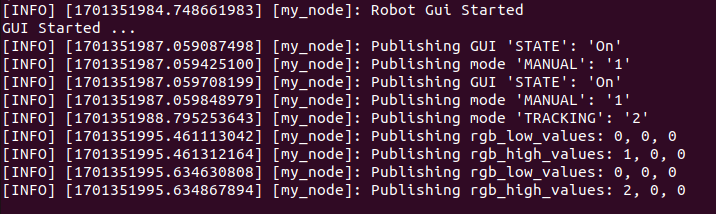 [INFO] [1701351984.748661983] [my_node]: Robot Gui Started
GUI Started ...
[INFO] [1701351987.059087498] [my_node]: Publishing GUI 'STATE': 'On'
[INFO] [1701351987.059425100] [my_node]: Publishing mode 'MANUAL': '1'
[INFO] [1701351987.059708199] [my_node]: Publishing GUI 'STATE': 'On'
[INFO] [1701351987.059848979] [my_node]: Publishing mode 'MANUAL': '1'
[INFO] [1701351988.795253643] [my_node]: Publishing mode 'TRACKING': '2'
[INFO] [1701351995.461113042] [my_node]: Publishing rgb_low_values: 0, 0, 0
[INFO] [1701351995.461312164] [my_node]: Publishing rgb_high_values: 1, 0, 0
[INFO] [1701351995.634630808] [my_node]: Publishing rgb_low_values: 0, 0, 0
[INFO] [1701351995.634867894] [my_node]: Publishing rgb_high_values: 2, 0, 0